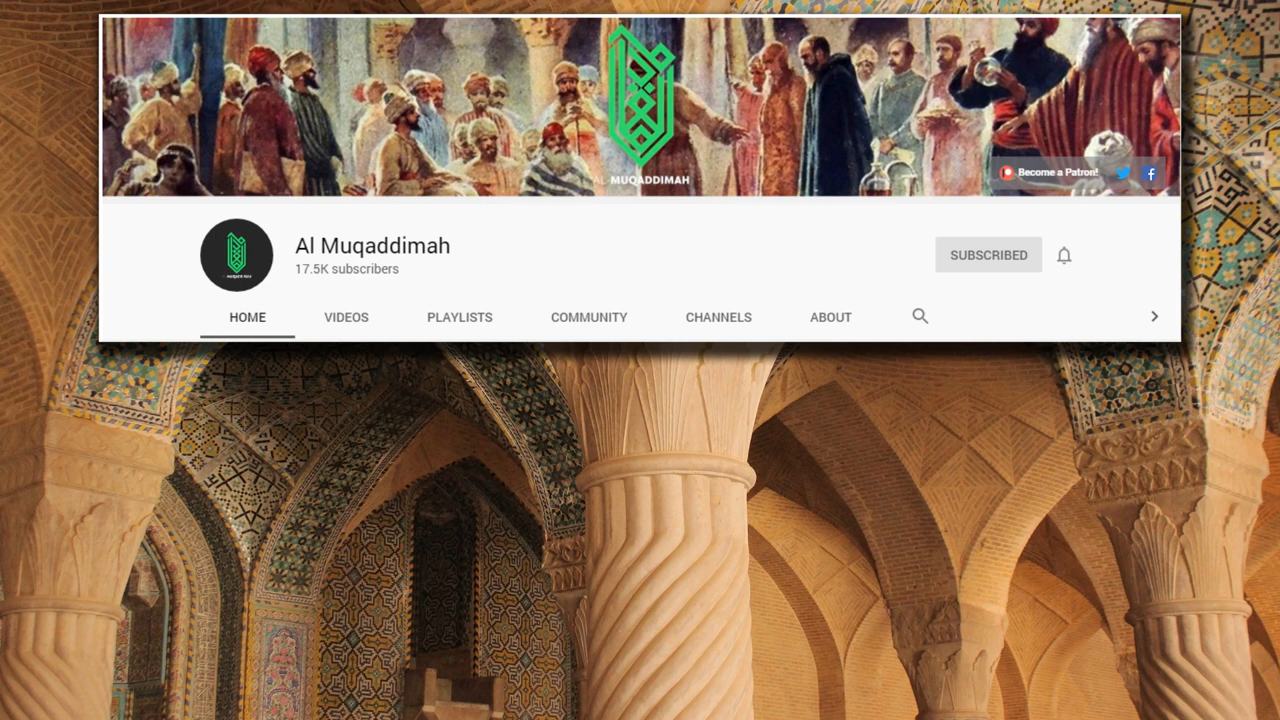 AL-MUQADDIMAH
Become a Patron!
Al Muqaddimah
17.5K subscribers
SUBSCRIBED
HOME VIDEOS PLAYLISTS COMMUNITY CHANNELS ABOUT